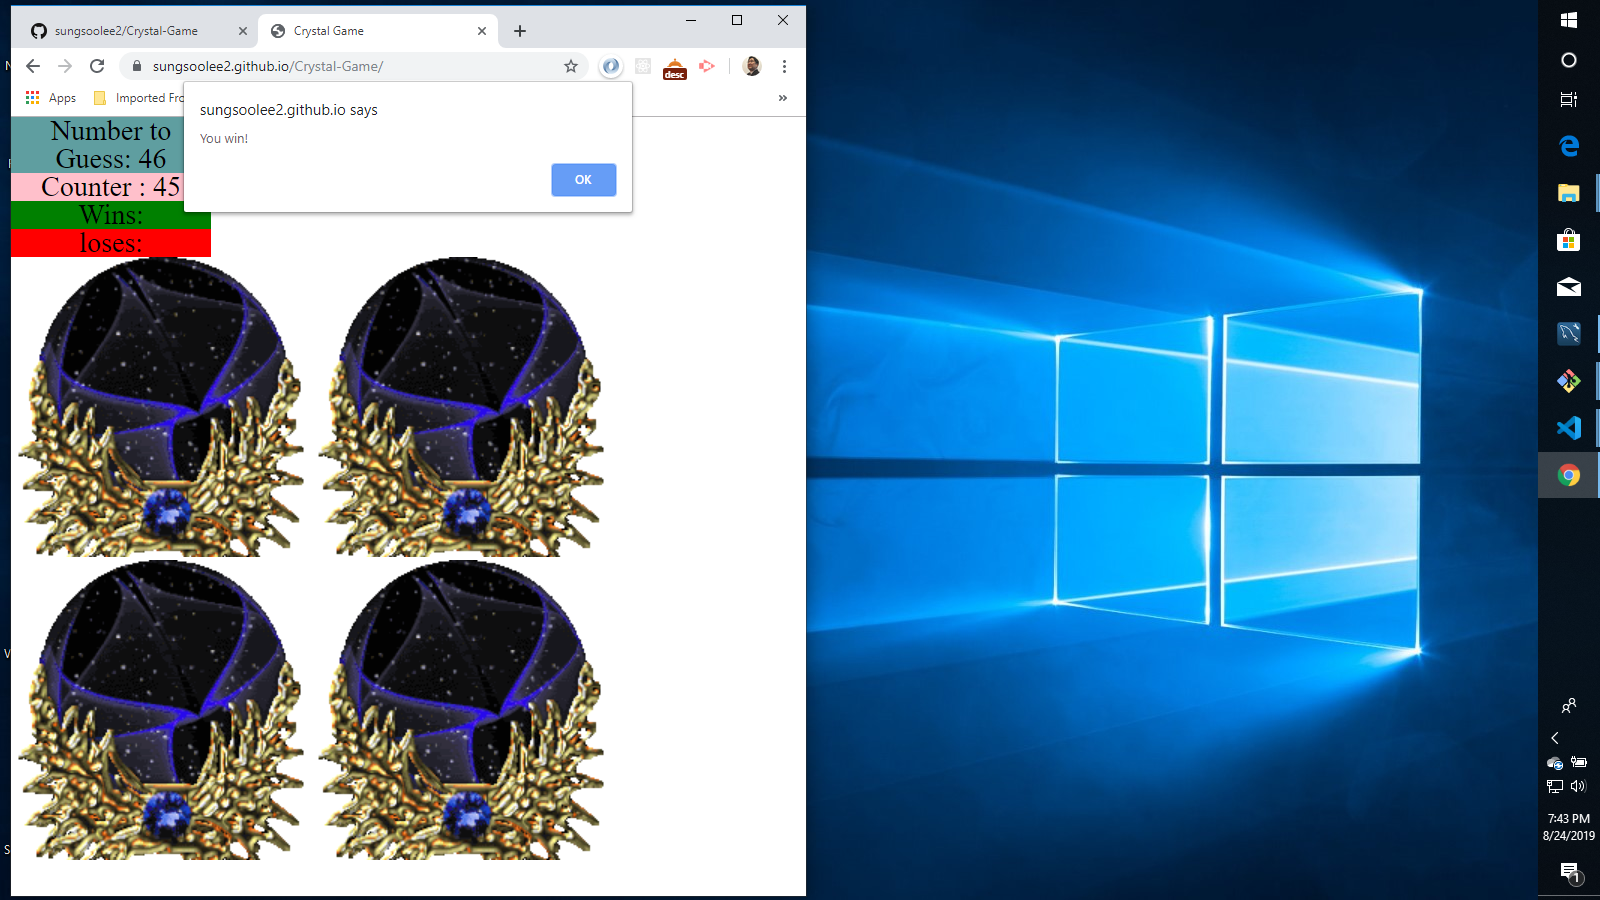 sungsoolee2/Crystal-Game
Crystal Game
sungsoolee2.github.io/Crystal-Game/
desc
Apps
Imported Fro
»
sungsoolee2.github.io says
You win!
OK
Number to
Guess: 46
Counter : 45
Wins:
loses:
7:43 PM
8/24/2019
1